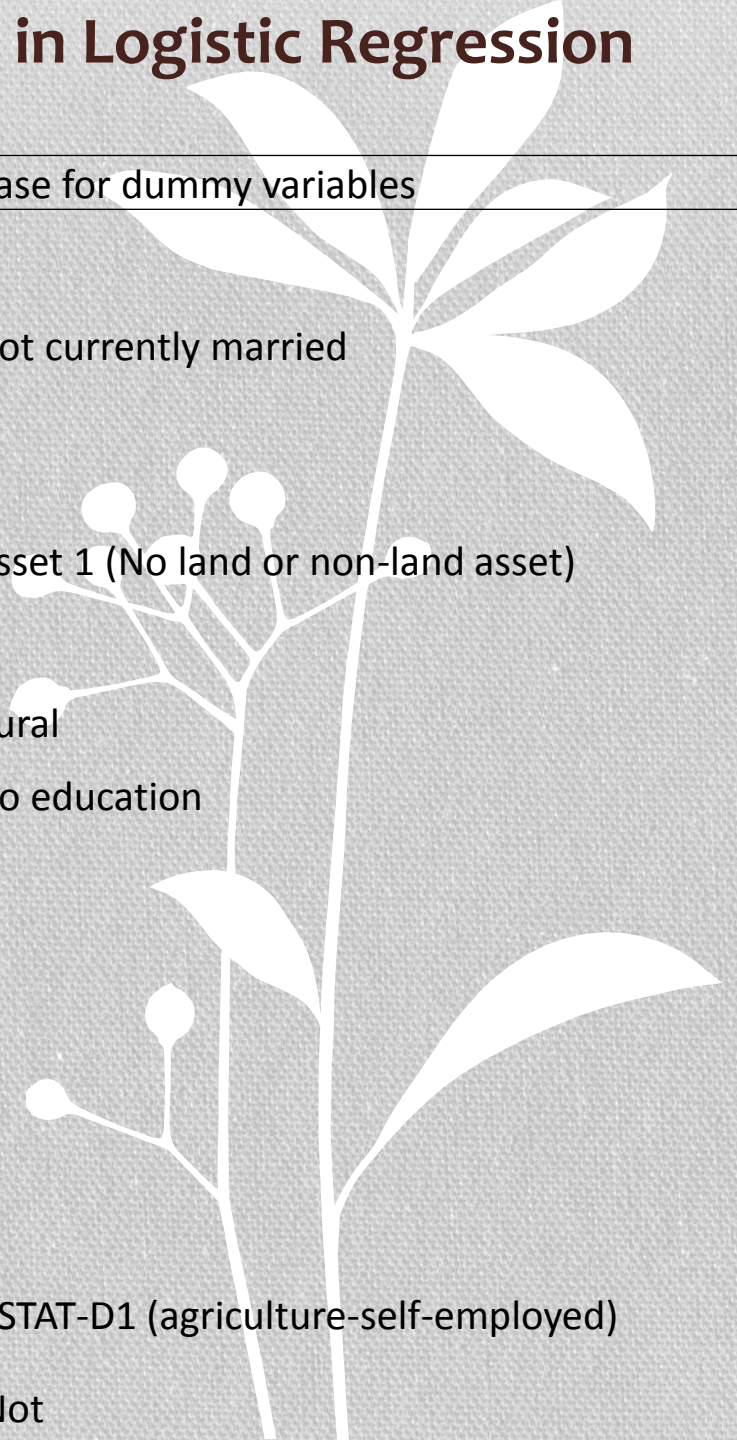 in Logistic Regression
ase for dummy variables
ot currently married
sset 1 (No land or non-land asset)
ural
o education
STAT-D1 (agriculture-self-employed)
Not